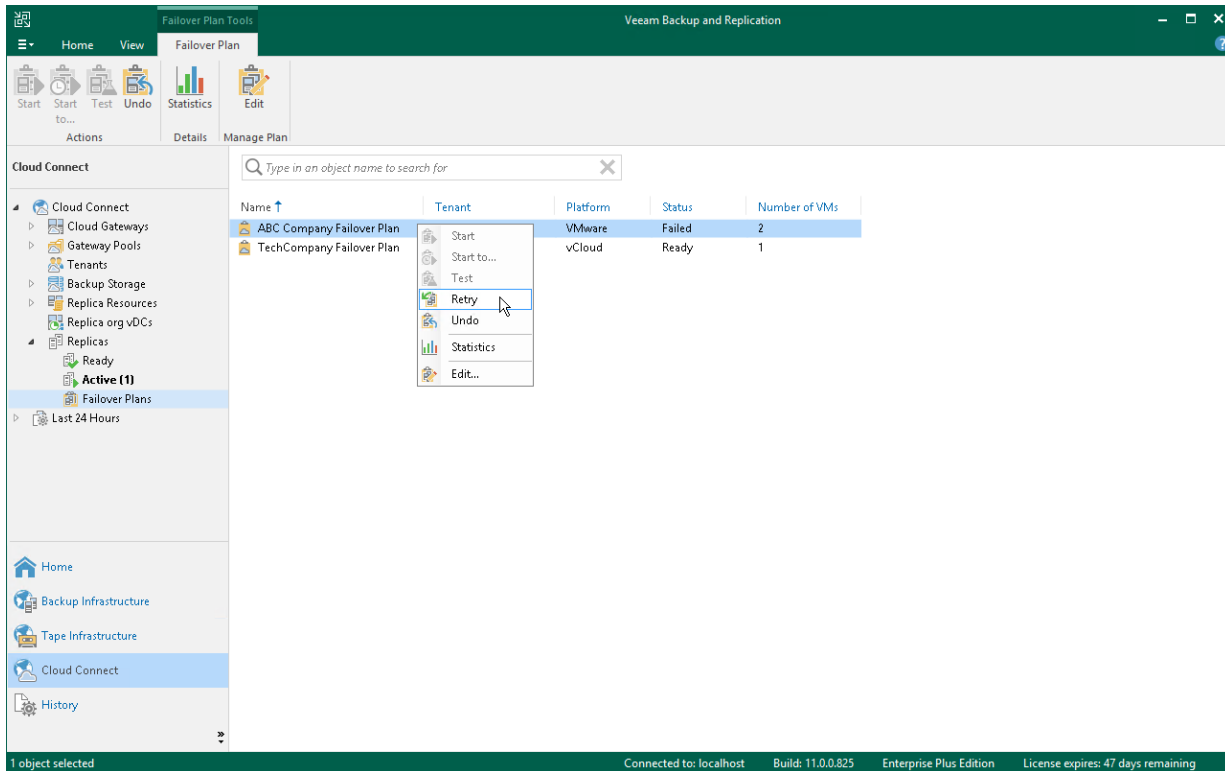 Failover Plan Tools
Veeam Backup and Replication
Home View Failover Plan
?
Start Start to... Test Undo Statistics Edit
Actions Details Manage Plan
Cloud Connect
Type in an object name to search for
Cloud Connect
Cloud Gateways
Gateway Pools
Tenants
Backup Storage
Replica Resources
Replica org vDCs
Replicas
Ready
Active (1)
Failover Plans
Last 24 Hours
Name Tenant Platform Status Number of VMs
ABC Company Failover Plan VMware Failed 2
TechCompany Failover Plan vCloud Ready 1
Start
Start to...
Test
Retry
Undo
Statistics
Edit...
Home
Backup Infrastructure
Tape Infrastructure
Cloud Connect
History
1 object selected Connected to: localhost Build: 11.0.0.825 Enterprise Plus Edition License expires: 47 days remaining